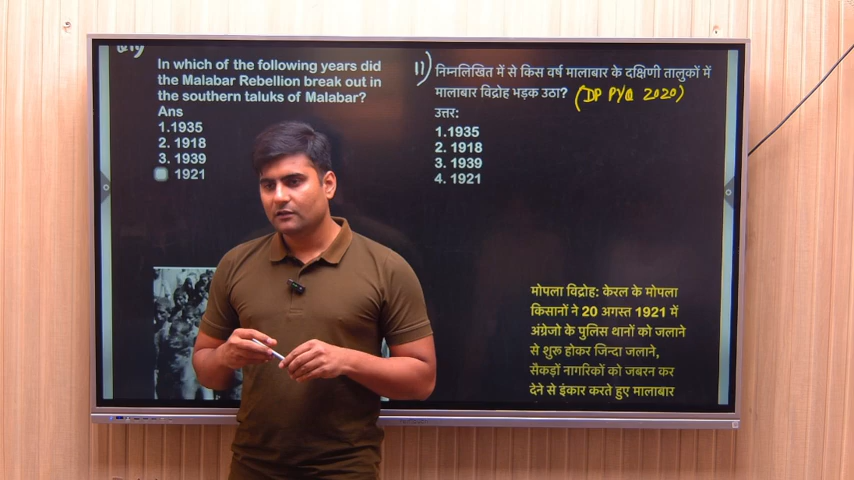 In which of the following years did
the Malabar Rebellion break out in
the southern taluks of Malabar?
Ans
1.1935
2. 1918
3. 1939
1921
11) निम्नलिखित में से किस वर्ष मालाबार के दक्षिणी तालुकों में
मालाबार विद्रोह भड़क उठा? (DP PYQ 2020)
उत्तर:
1.1935
2. 1918
3. 1939
4. 1921
मोपला विद्रोह: केरल के मोपला
किसानों ने 20 अगस्त 1921 में
अंग्रेजो के पुलिस थानों को जलाने
से शुरू होकर जिन्दा जलाने,
सैकड़ों नागरिकों को जबरन कर
देने से इंकार करते हुए मालाबार